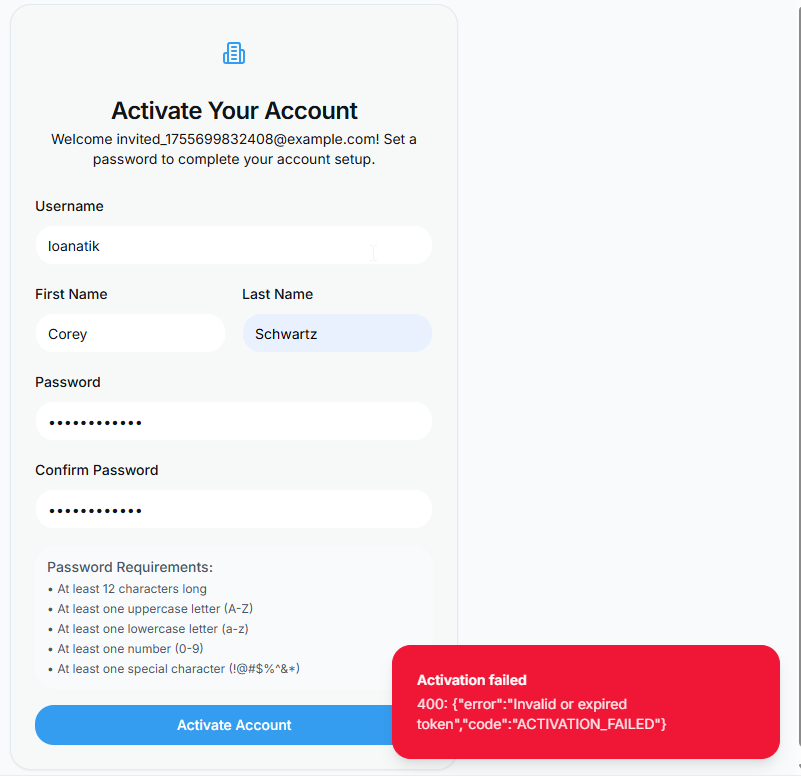 Activate Your Account
Welcome invited_1755699832408@example.com! Set a
password to complete your account setup.
Username
loanatik
First Name
Last Name
Corey
Schwartz
Password
••••••••••••
Confirm Password
••••••••••••
Password Requirements:
• At least 12 characters long
• At least one uppercase letter (A-Z)
• At least one lowercase letter (a-z)
• At least one number (0-9)
• At least one special character (!@#$%^&*)
Activate Account
Activation failed
400: {"error":"Invalid or expired
token","code":"ACTIVATION_FAILED"}